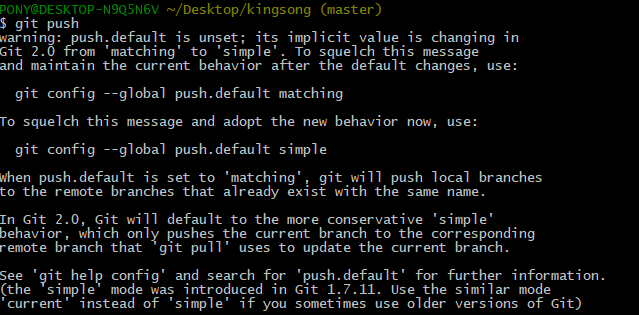 PONY@DESKTOP-N9Q5N6V ~/Desktop/kingsong (master)
$ git push
warning: push.default is unset; its implicit value is changing in
Git 2.0 from 'matching' to 'simple'. To squelch this message
and maintain the current behavior after the default changes, use:

  git config --global push.default matching

To squelch this message and adopt the new behavior now, use:

  git config --global push.default simple

When push.default is set to 'matching', git will push local branches
to the remote branches that already exist with the same name.

In Git 2.0, Git will default to the more conservative 'simple'
behavior, which only pushes the current branch to the corresponding
remote branch that 'git pull' uses to update the current branch.

See 'git help config' and search for 'push.default' for further information.
(the 'simple' mode was introduced in Git 1.7.11. Use the similar mode
'current' instead of 'simple' if you sometimes use older versions of Git)